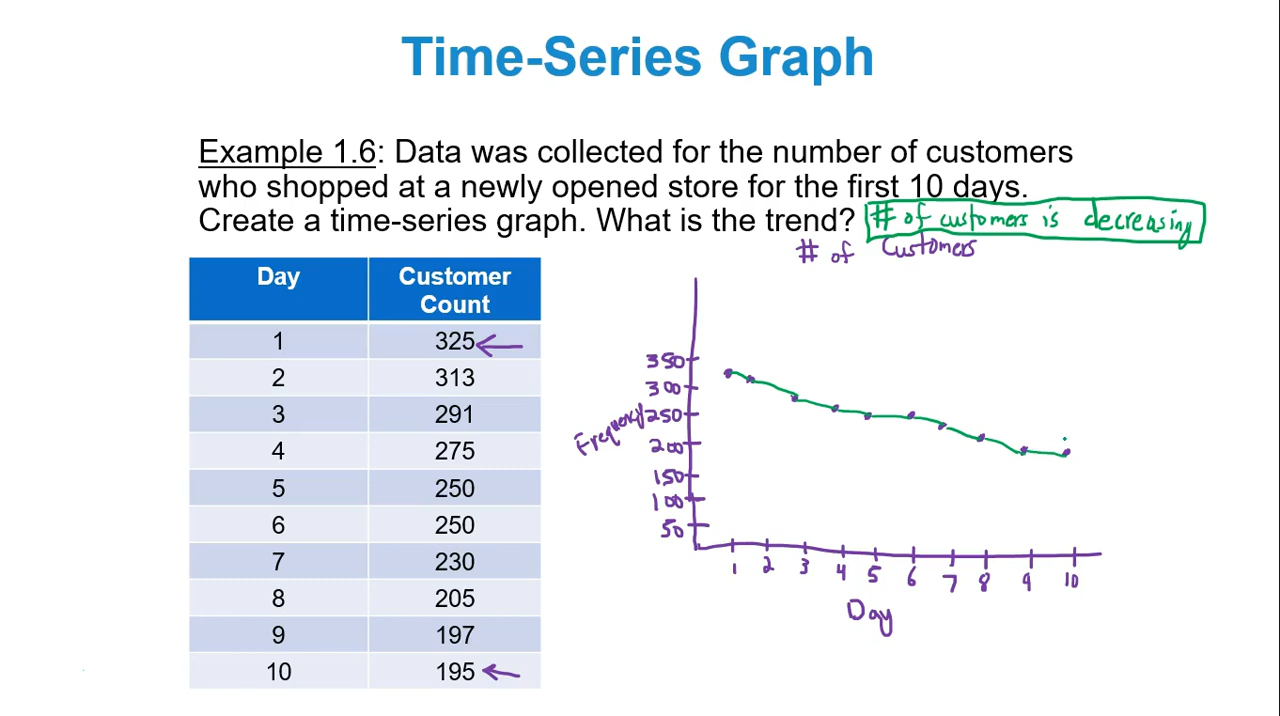 Time-Series Graph
Example 1.6: Data was collected for the number of customers
who shopped at a newly opened store for the first 10 days.
Create a time-series graph. What is the trend? # of customers is decreasing
# of Customers
Day Customer Count
1 325
2 313
3 291
4 275
5 250
6 250
7 230
8 205
9 197
10 195
Frequency
350
300
250
200
150
100
50
1 2 3 4 5 6 7 8 9 10
Day